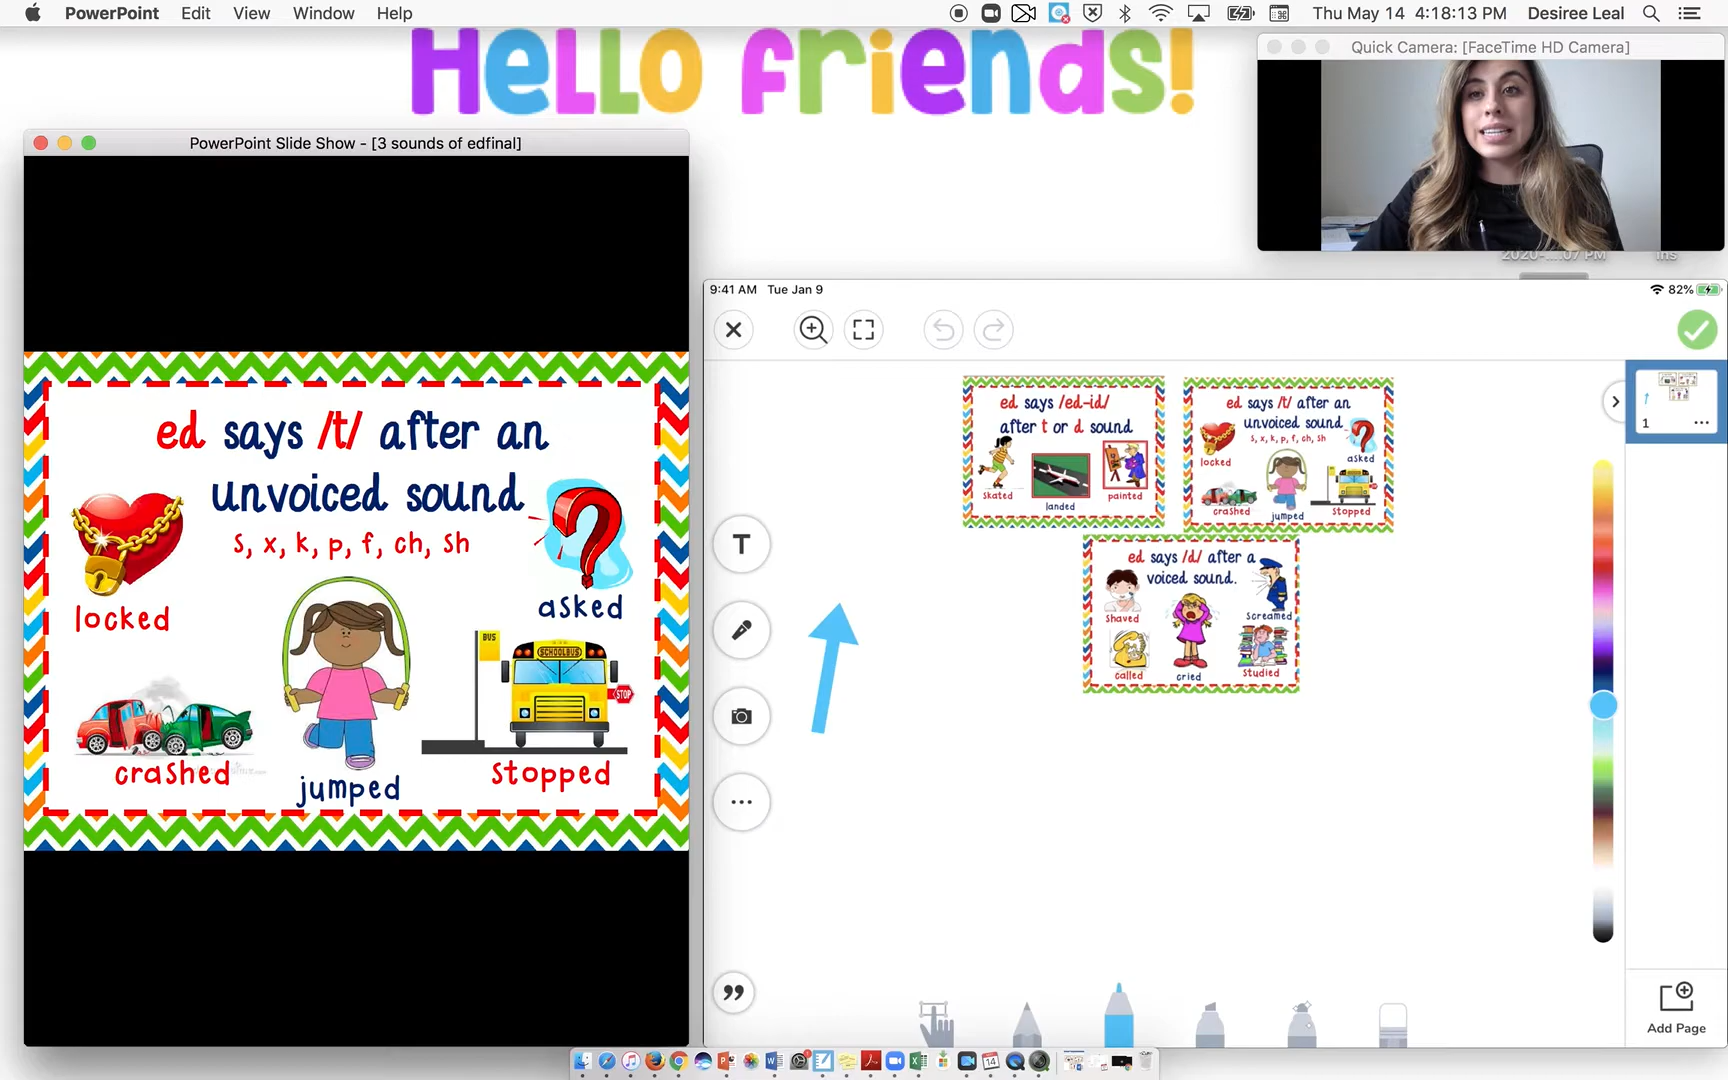 PowerPoint Edit View Window Help
Thu May 14 4:18:13 PM Desiree Leal
Hello friends!
Quick Camera: [FaceTime HD Camera]
PowerPoint Slide Show - [3 sounds of edfinal]
ed says /t/ after an
unvoiced sound
s, x, k, p, f, ch, sh
locked
asked
BUS
SCHOOLBUS
STOP
crashed
jumped
stopped
9:41 AM Tue Jan 9
82%
T
ed says /ed-id/
after t or d sound
skated
landed
painted
ed says /t/ after an
unvoiced sound
s, x, k, p, f, ch, sh
locked
asked
crashed
jumped
stopped
ed says /d/ after a
voiced sound.
shaved
screamed
called
cried
studied
1
Add Page